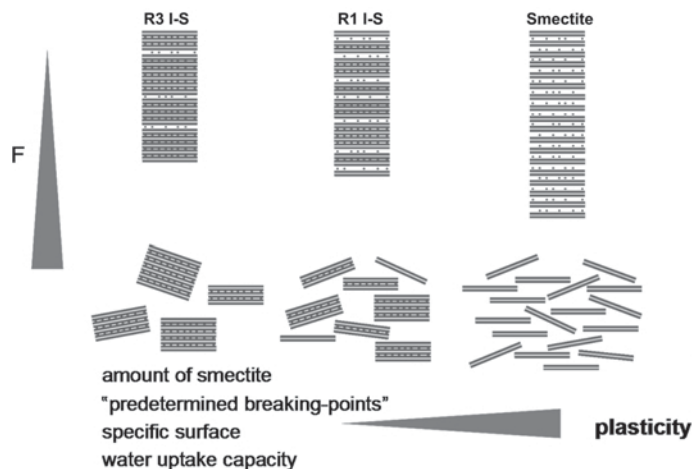 R3 I-S R1 I-S Smectite
F
amount of smectite
"predetermined breaking-points"
specific surface
water uptake capacity
plasticity